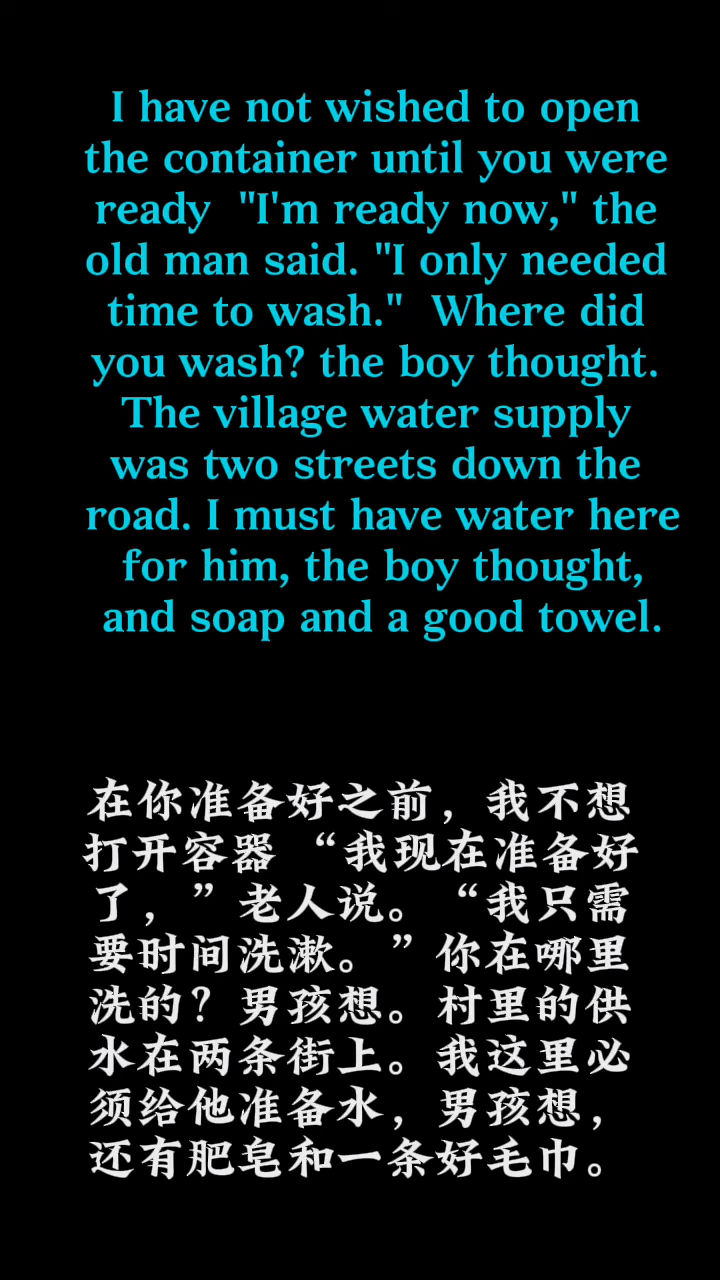 I have not wished to open
the container until you were
ready  "I'm ready now," the
old man said. "I only needed
time to wash."  Where did
you wash? the boy thought.
The village water supply
was two streets down the
road. I must have water here
for him, the boy thought,
and soap and a good towel.
在你准备好之前，我不想
打开容器 “我现在准备好
了，”老人说。“我只需
要时间洗漱。”你在哪里
洗的？男孩想。村里的供
水在两条街上。我这里必
须给他准备水，男孩想，
还有肥皂和一条好毛巾。